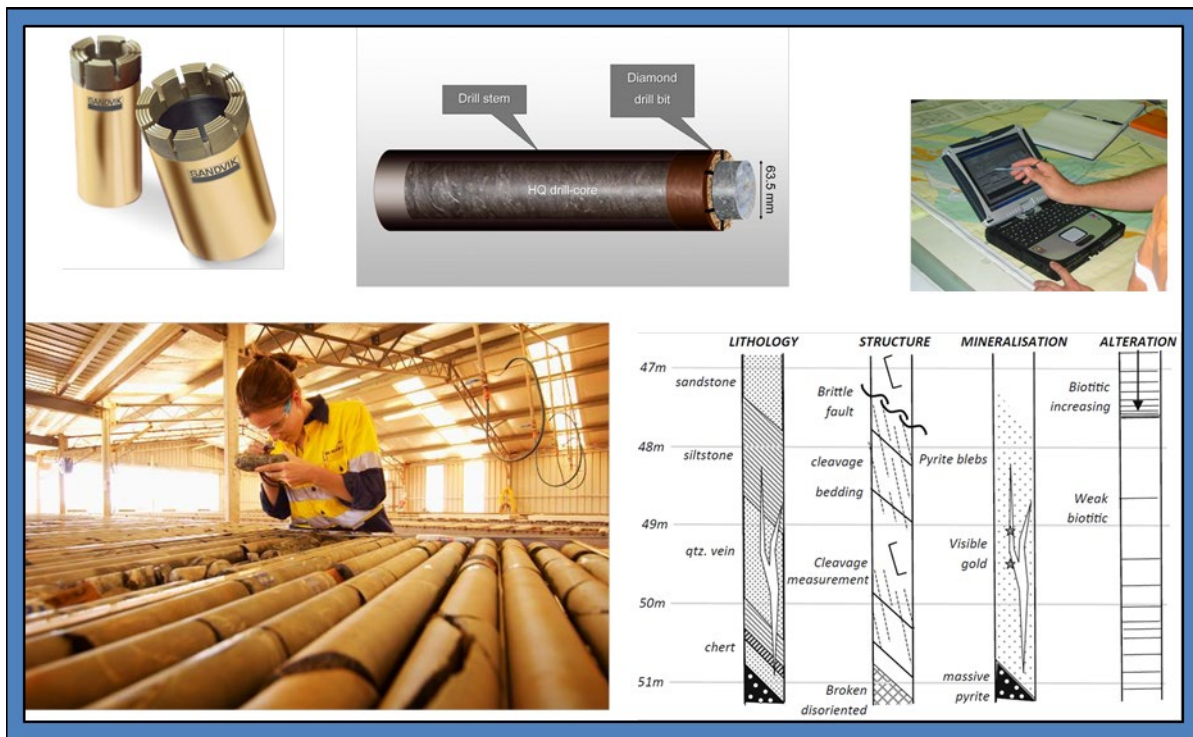 SANDVIK
SANDVIK
Drill stem
Diamond
drill bit
HQ drill-core
63.5 mm
LITHOLOGY
STRUCTURE
MINERALISATION
ALTERATION
47m
sandstone
Brittle
fault
Biotitic
increasing
48m
siltstone
cleavage
bedding
Pyrite blebs
Weak
biotitic
49m
qtz. vein
Cleavage
measurement
Visible
gold
50m
chert
51m
Broken
disoriented
massive
pyrite